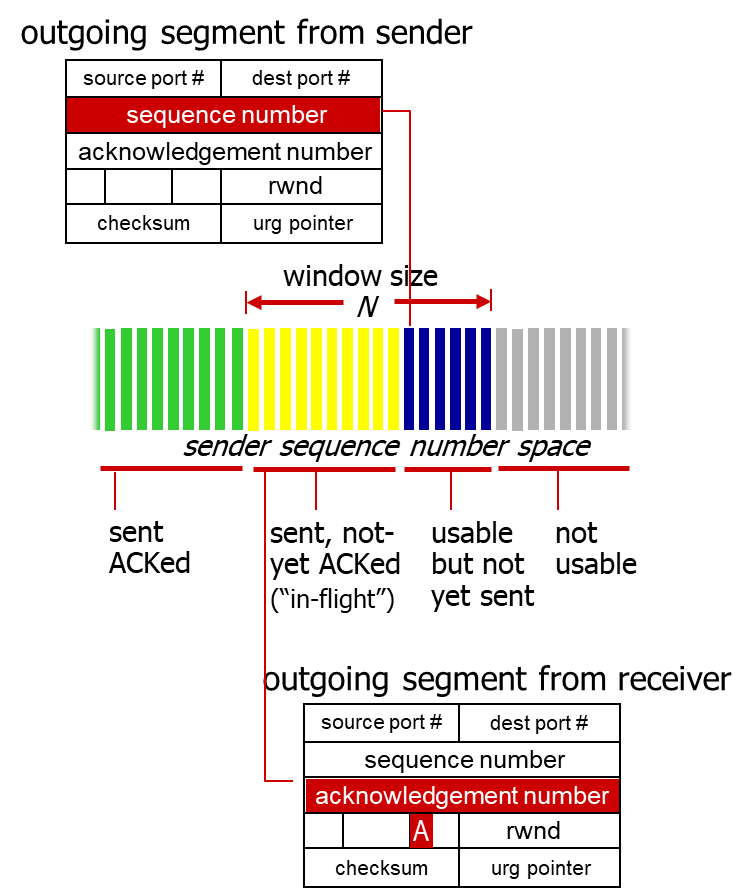 outgoing segment from sender
source port # dest port #
sequence number
acknowledgement number
rwnd
checksum urg pointer
window size
N
sender sequence number space
sent ACKed
sent, not-yet ACKed
("in-flight")
usable but not yet sent
not usable
outgoing segment from receiver
source port # dest port #
sequence number
acknowledgement number
A rwnd
checksum urg pointer